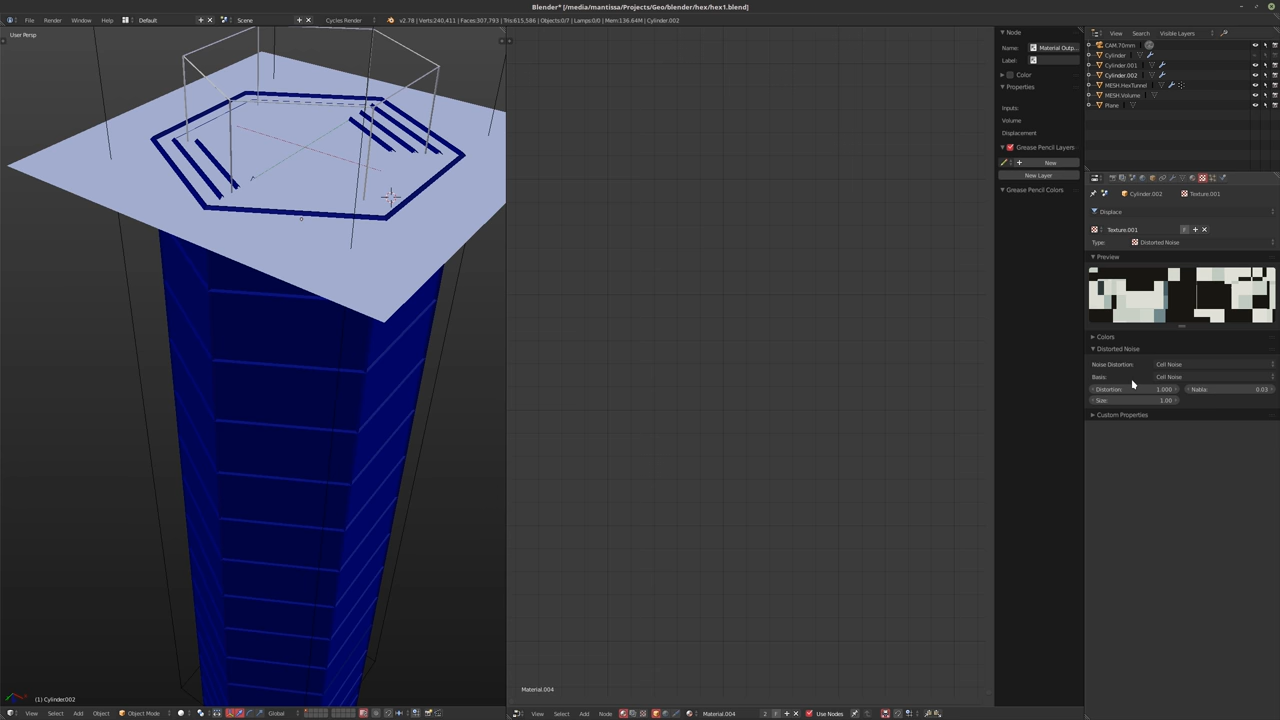 Blender* [/media/mantissa/Projects/Geo/blender/hex/hex1.blend]
File Render Window Help Default Scene Cycles Render v2.78 | Verts:240,411 | Faces:307,793 | Tris:615,586 | Objects:0/7 | Lamps:0/0 | Mem:136.64M | Cylinder.002
User Persp
(1) Cylinder.002
View Select Add Object Object Mode Global
Material.004
View Select Add Node Material.004 2 F Use Nodes
Node
Name: Material Outp..
Label:
Color
Properties
Inputs:
Volume
Displacement
Grease Pencil Layers
New
New Layer
Grease Pencil Colors
View Search Visible Layers
CAM.70mm
Cylinder
Cylinder.001
Cylinder.002
MESH.HexTunnel
MESH.Volume
Plane
Cylinder.002 Texture.001
Displace
Texture.001 F
Type: Distorted Noise
Preview
Colors
Distorted Noise
Noise Distortion: Cell Noise
Basis: Cell Noise
Distortion: 1.000 Nabla: 0.03
Size: 1.00
Custom Properties